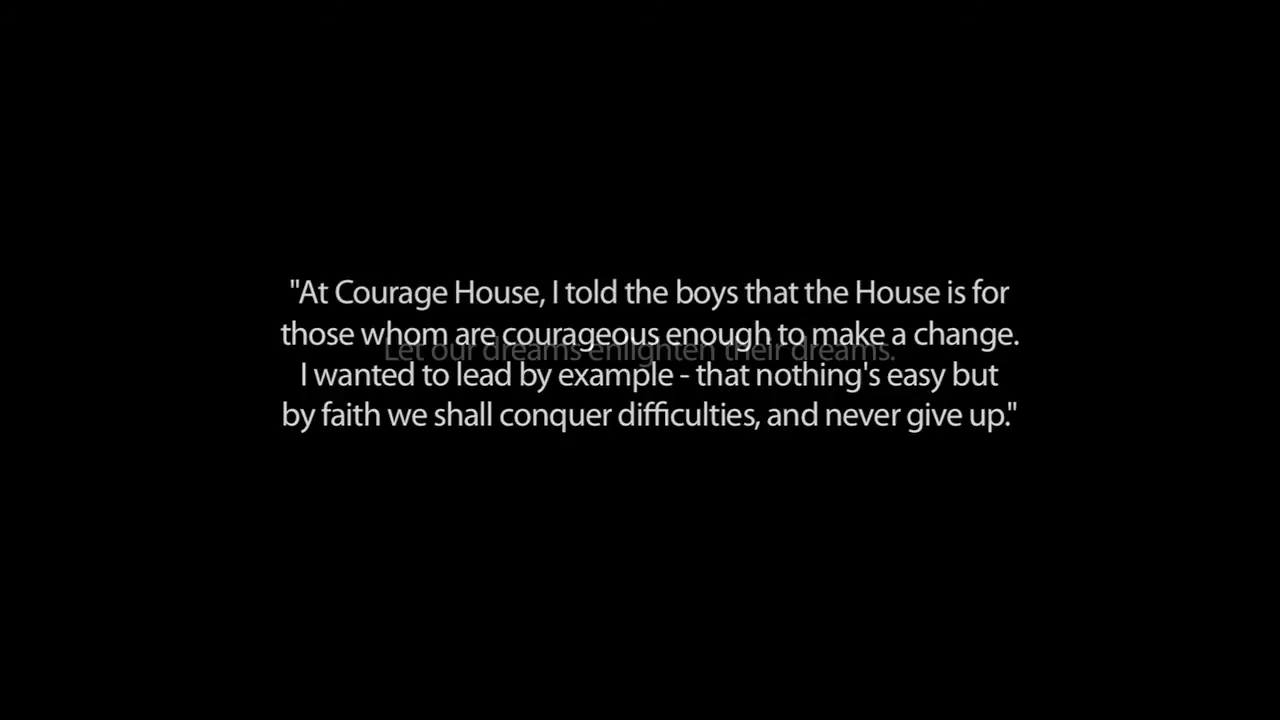 "At Courage House, I told the boys that the House is for
those whom are courageous enough to make a change.
Let our dreams enlighten their dreams.
I wanted to lead by example - that nothing's easy but
by faith we shall conquer difficulties, and never give up."